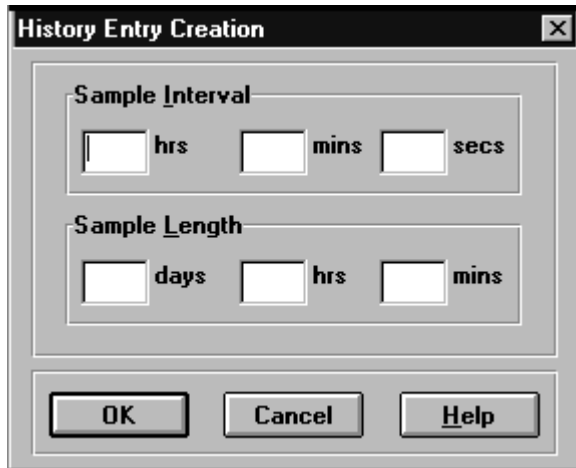 History Entry Creation
Sample Interval
hrs mins secs
Sample Length
days hrs mins
OK Cancel Help